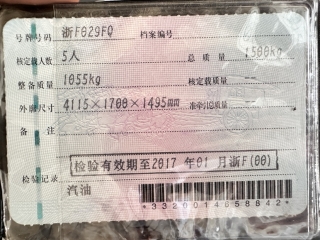 号牌号码 浙F029FQ 档案编号
核定载人数 5人 总质量 1500kg
整备质量 1055kg 核定载质量 --
外廓尺寸 4115×1700×1495mm 准牵引总质量 --
备注
检验有效期至2017年01月浙F(00)
检验记录
汽油
*3320014658842*